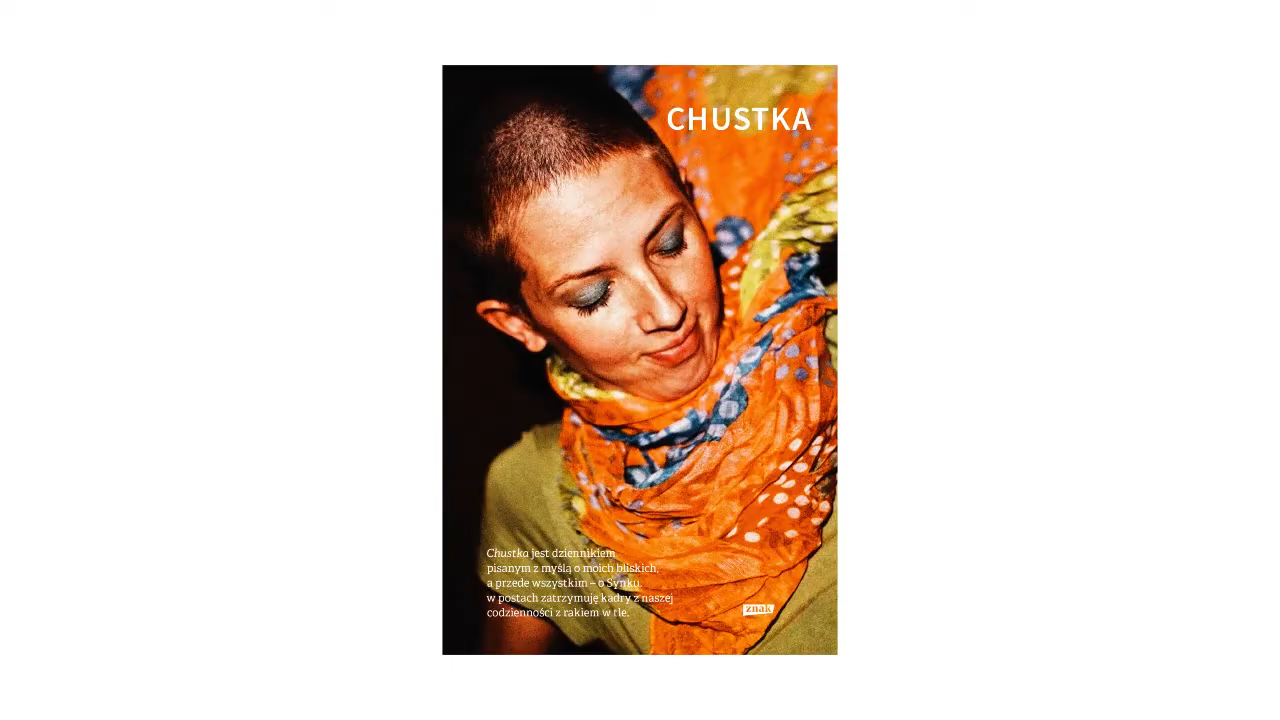 CHUSTKA
Chustka jest dziennikiem
pisanym z myślą o moich bliskich,
a przede wszystkim – o Synku.
w postach zatrzymuję kadry z naszej
codzienności z rakiem w tle.
znak